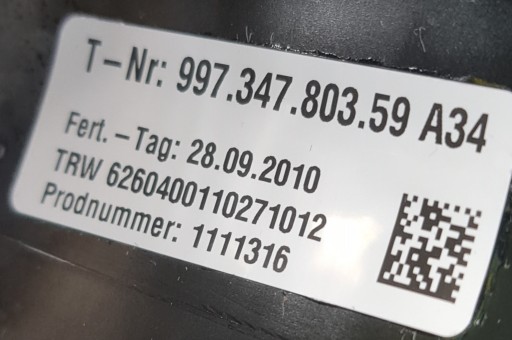 T-Nr: 997.347.803.59 A34
Fert.-Tag: 28.09.2010
TRW 6260400110271012
Prodnummer: 1111316